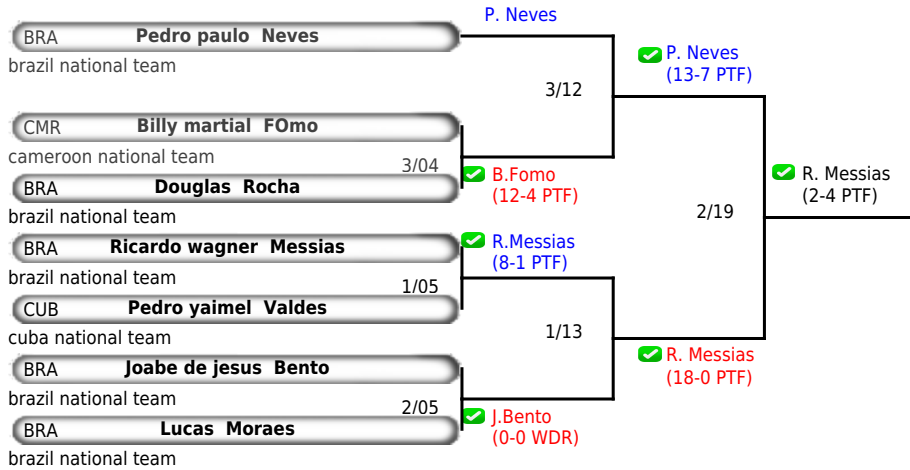 P. Neves
BRA Pedro paulo Neves
brazil national team
P. Neves
(13-7 PTF)
3/12
CMR Billy martial FOmo
cameroon national team
3/04
B.Fomo
(12-4 PTF)
BRA Douglas Rocha
brazil national team
R. Messias
(2-4 PTF)
2/19
BRA Ricardo wagner Messias
brazil national team
R.Messias
(8-1 PTF)
1/05
CUB Pedro yaimel Valdes
cuba national team
1/13
R. Messias
(18-0 PTF)
BRA Joabe de jesus Bento
brazil national team
2/05
J.Bento
(0-0 WDR)
BRA Lucas Moraes
brazil national team